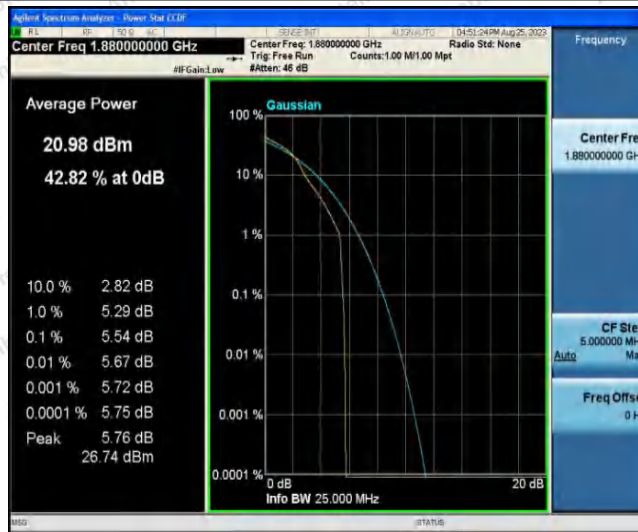 Agilent Spectrum Analyzer - Power Stat CCDF
RL RF 50 Ω AC SENSE:INT ALIGNAUTO 04:51:24 PM Aug 25, 2023
Center Freq 1.880000000 GHz
Center Freq: 1.880000000 GHz Radio Std: None
Trig: Free Run Counts:1.00 M/1.00 Mpt
#IFGain:Low #Atten: 46 dB
Frequency
Average Power
20.98 dBm
42.82 % at 0dB
10.0 % 2.82 dB
1.0 % 5.29 dB
0.1 % 5.54 dB
0.01 % 5.67 dB
0.001 % 5.72 dB
0.0001 % 5.75 dB
Peak 5.76 dB
26.74 dBm
Gaussian
100 %
10 %
1 %
0.1 %
0.01 %
0.001 %
0.0001 %
0 dB 20 dB
Info BW 25.000 MHz
Center Fre
1.880000000 GH
CF Ste
5.000000 MH
Auto Ma
Freq Offse
0 H
MSG STATUS